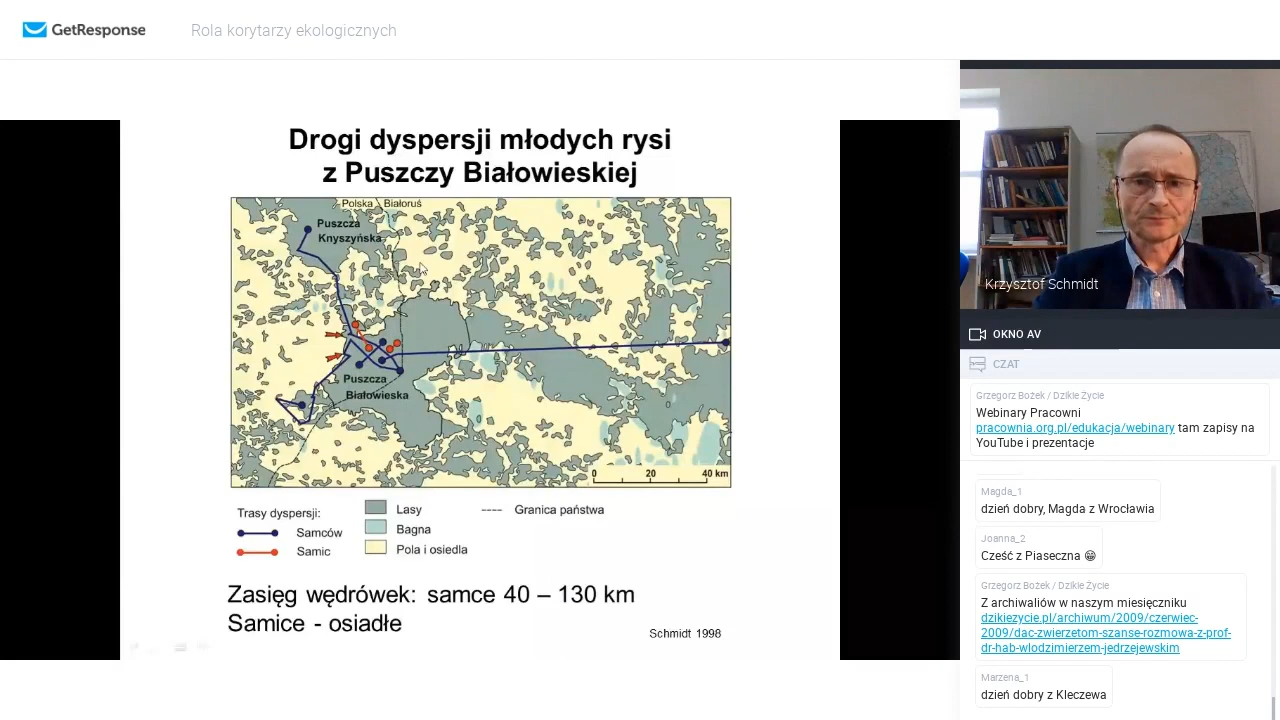 GetResponse
Rola korytarzy ekologicznych
Drogi dyspersji młodych rysi
z Puszczy Białowieskiej
Polska
Białoruś
Puszcza
Knyszyńska
Puszcza
Białowieska
0 20 40 km
Trasy dyspersji:
Samców
Samic
Lasy
Bagna
Pola i osiedla
Granica państwa
Zasięg wędrówek: samce 40 – 130 km
Samice - osiadłe
Schmidt 1998
Krzysztof Schmidt
OKNO AV
CZAT
Grzegorz Bożek / Dzikie Życie
Webinary Pracowni
pracownia.org.pl/edukacja/webinary tam zapisy na
YouTube i prezentacje
Magda_1
dzień dobry, Magda z Wrocławia
Joanna_2
Cześć z Piaseczna 😁
Grzegorz Bożek / Dzikie Życie
Z archiwaliów w naszym miesięczniku
dzikiezycie.pl/archiwum/2009/czerwiec-
2009/dac-zwierzetom-szanse-rozmowa-z-prof-
dr-hab-wlodzimierzem-jedrzejewskim
Marzena_1
dzień dobry z Kleczewa